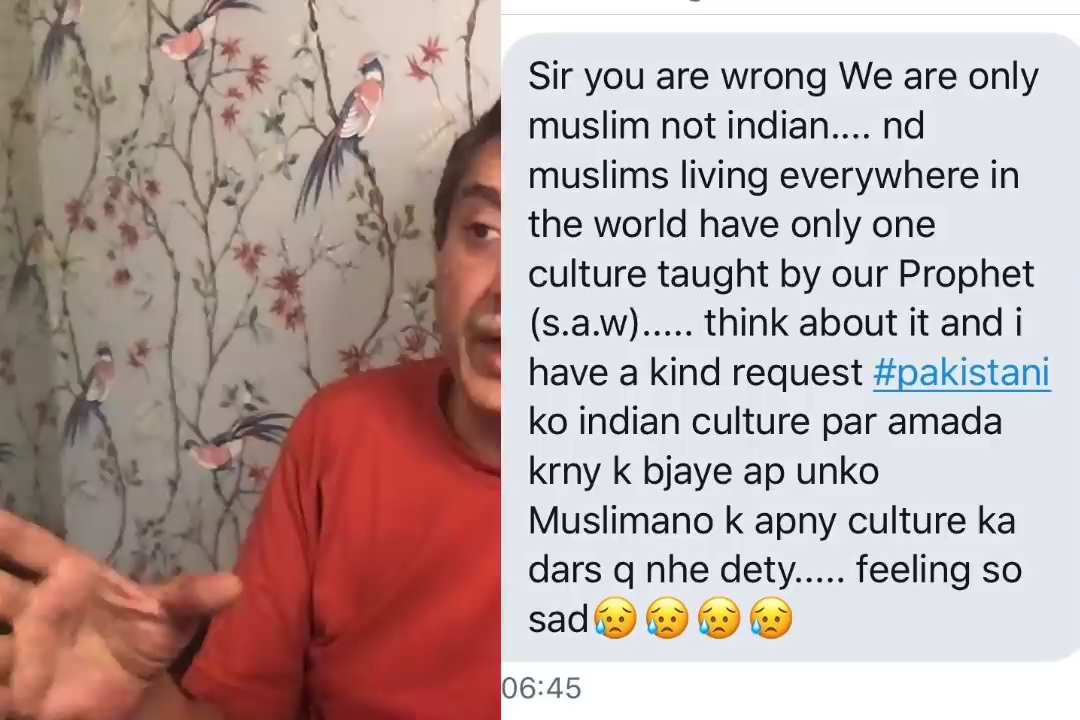 Sir you are wrong We are only
muslim not indian.... nd
muslims living everywhere in
the world have only one
culture taught by our Prophet
(s.a.w)..... think about it and i
have a kind request #pakistani
ko indian culture par amada
krny k bjaye ap unko
Muslimano k apny culture ka
dars q nhe dety..... feeling so
sad😥😥😥😥
06:45